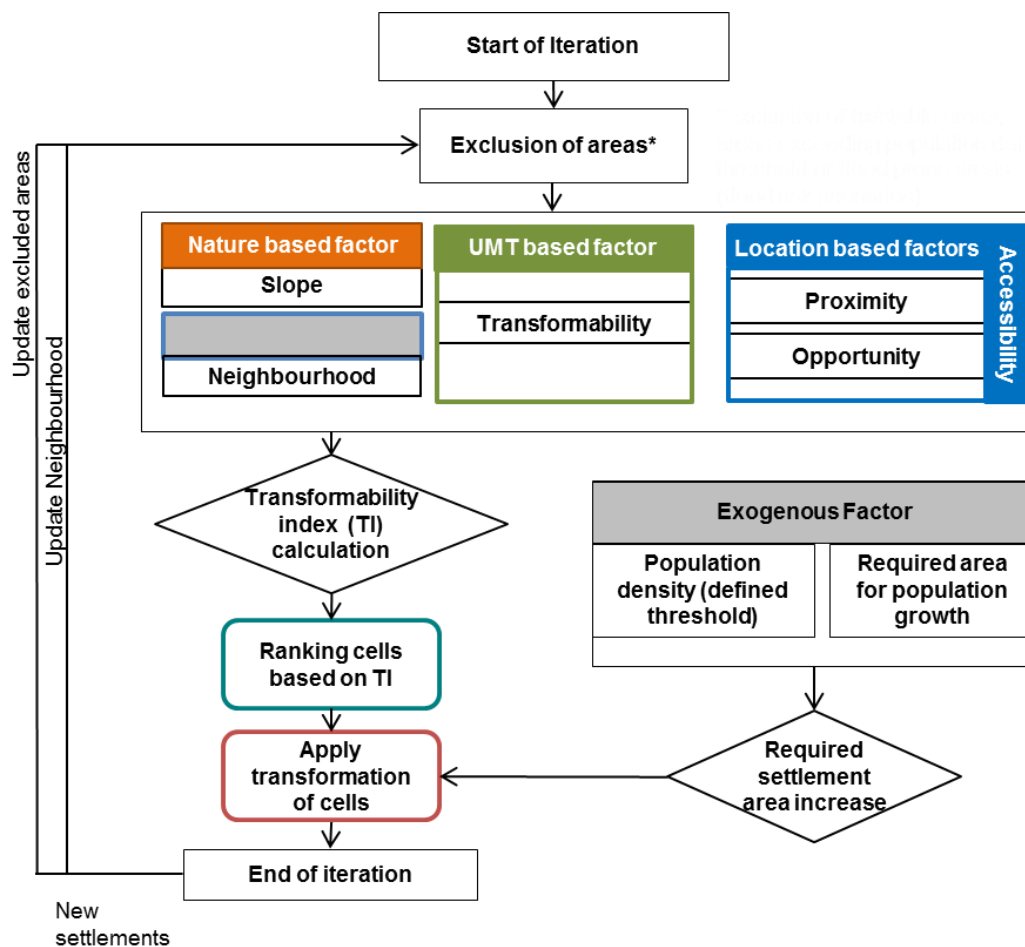 Start of Iteration
Exclusion of areas*
Nature based factor
Slope
Neighbourhood
UMT based factor
Transformability
Location based factors
Proximity
Opportunity
Accessibility
Update excluded areas
Update Neighbourhood
Transformability
index (TI)
calculation
Exogenous Factor
Population
density (defined
threshold)
Required area
for population
growth
Ranking cells
based on TI
Apply
transformation
of cells
Required
settlement
area increase
End of iteration
New
settlements